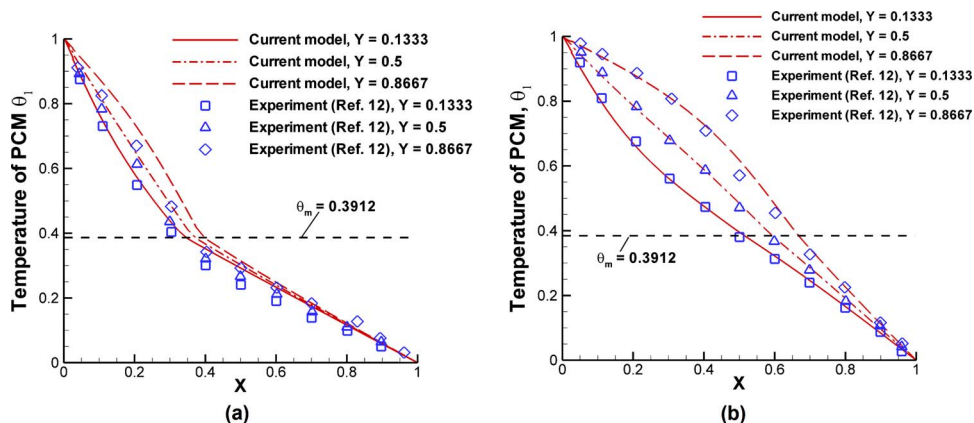 Temperature of PCM θl
1
0.8
0.6
0.4
0.2
0
0
0.2
0.4
0.6
0.8
1
X
Current model, Y = 0.1333
Current model, Y = 0.5
Current model, Y = 0.8667
Experiment (Ref. 12), Y = 0.1333
Experiment (Ref. 12), Y = 0.5
Experiment (Ref. 12), Y = 0.8667
θm = 0.3912
(a)
Temperature of PCM, θl
1
0.8
0.6
0.4
0.2
0
0
0.2
0.4
0.6
0.8
1
X
Current model, Y = 0.1333
Current model, Y = 0.5
Current model, Y = 0.8667
Experiment (Ref. 12), Y = 0.1333
Experiment (Ref. 12), Y = 0.5
Experiment (Ref. 12), Y = 0.8667
θm = 0.3912
(b)